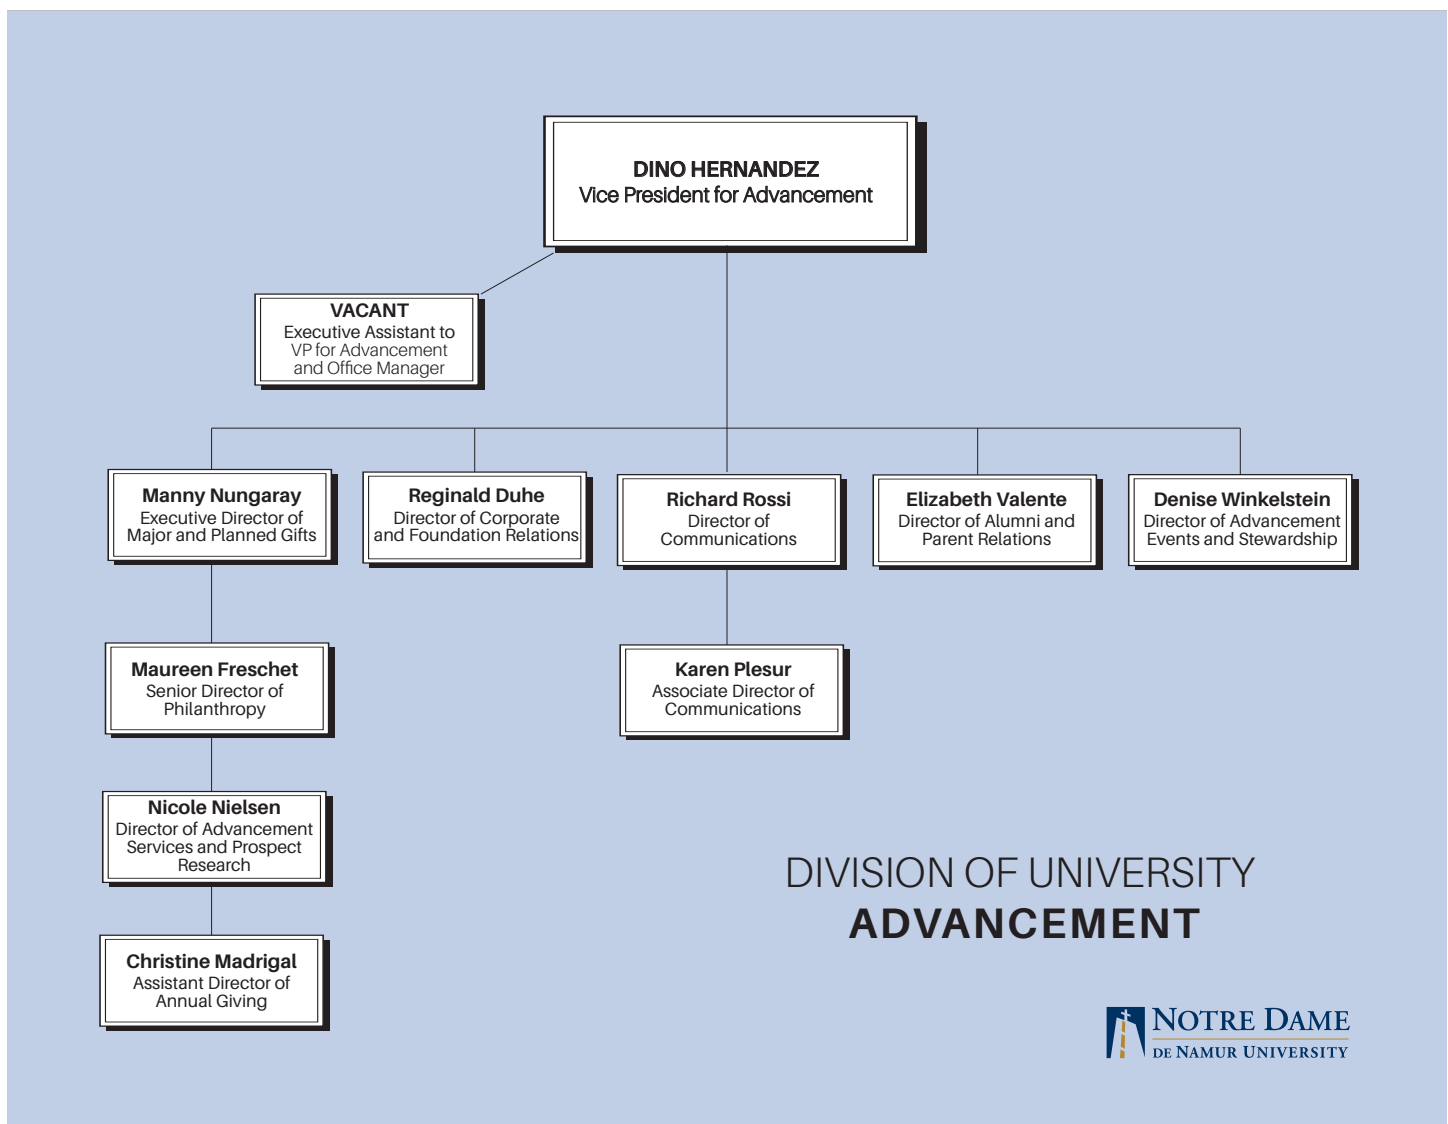 DINO HERNANDEZ
Vice President for Advancement
VACANT
Executive Assistant to
VP for Advancement
and Office Manager
Manny Nungaray
Executive Director of
Major and Planned Gifts
Reginald Duhe
Director of Corporate
and Foundation Relations
Richard Rossi
Director of
Communications
Elizabeth Valente
Director of Alumni and
Parent Relations
Denise Winkelstein
Director of Advancement
Events and Stewardship
Maureen Freschet
Senior Director of
Philanthropy
Karen Plesur
Associate Director of
Communications
Nicole Nielsen
Director of Advancement
Services and Prospect
Research
Christine Madrigal
Assistant Director of
Annual Giving
DIVISION OF UNIVERSITY
ADVANCEMENT
NOTRE DAME
DE NAMUR UNIVERSITY